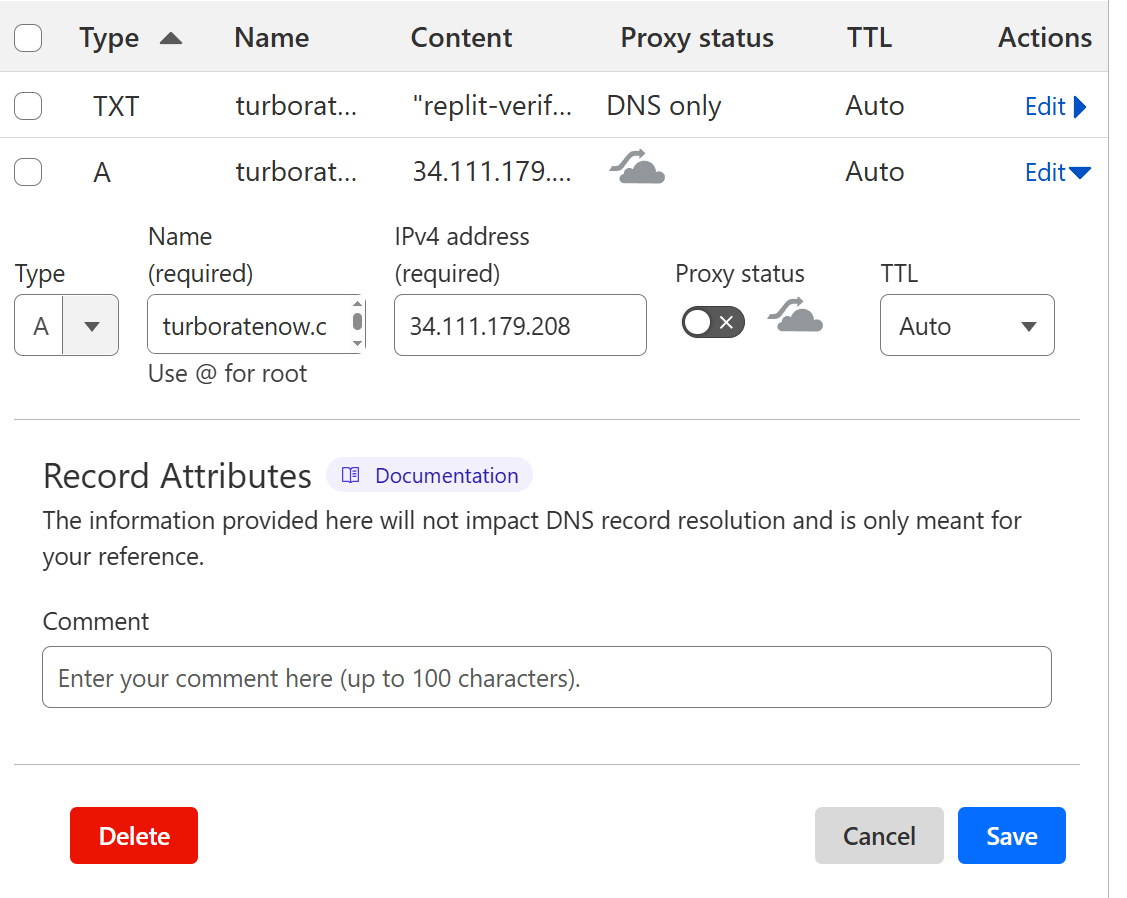 Type Name Content Proxy status TTL Actions
TXT turborat... "replit-verif... DNS only Auto Edit
A turborat... 34.111.179.... Auto Edit
Type
Name
(required)
IPv4 address
(required)
Proxy status
TTL
A
turboratenow.c
34.111.179.208
Auto
Use @ for root
Record Attributes
Documentation
The information provided here will not impact DNS record resolution and is only meant for
your reference.
Comment
Enter your comment here (up to 100 characters).
Delete
Cancel
Save